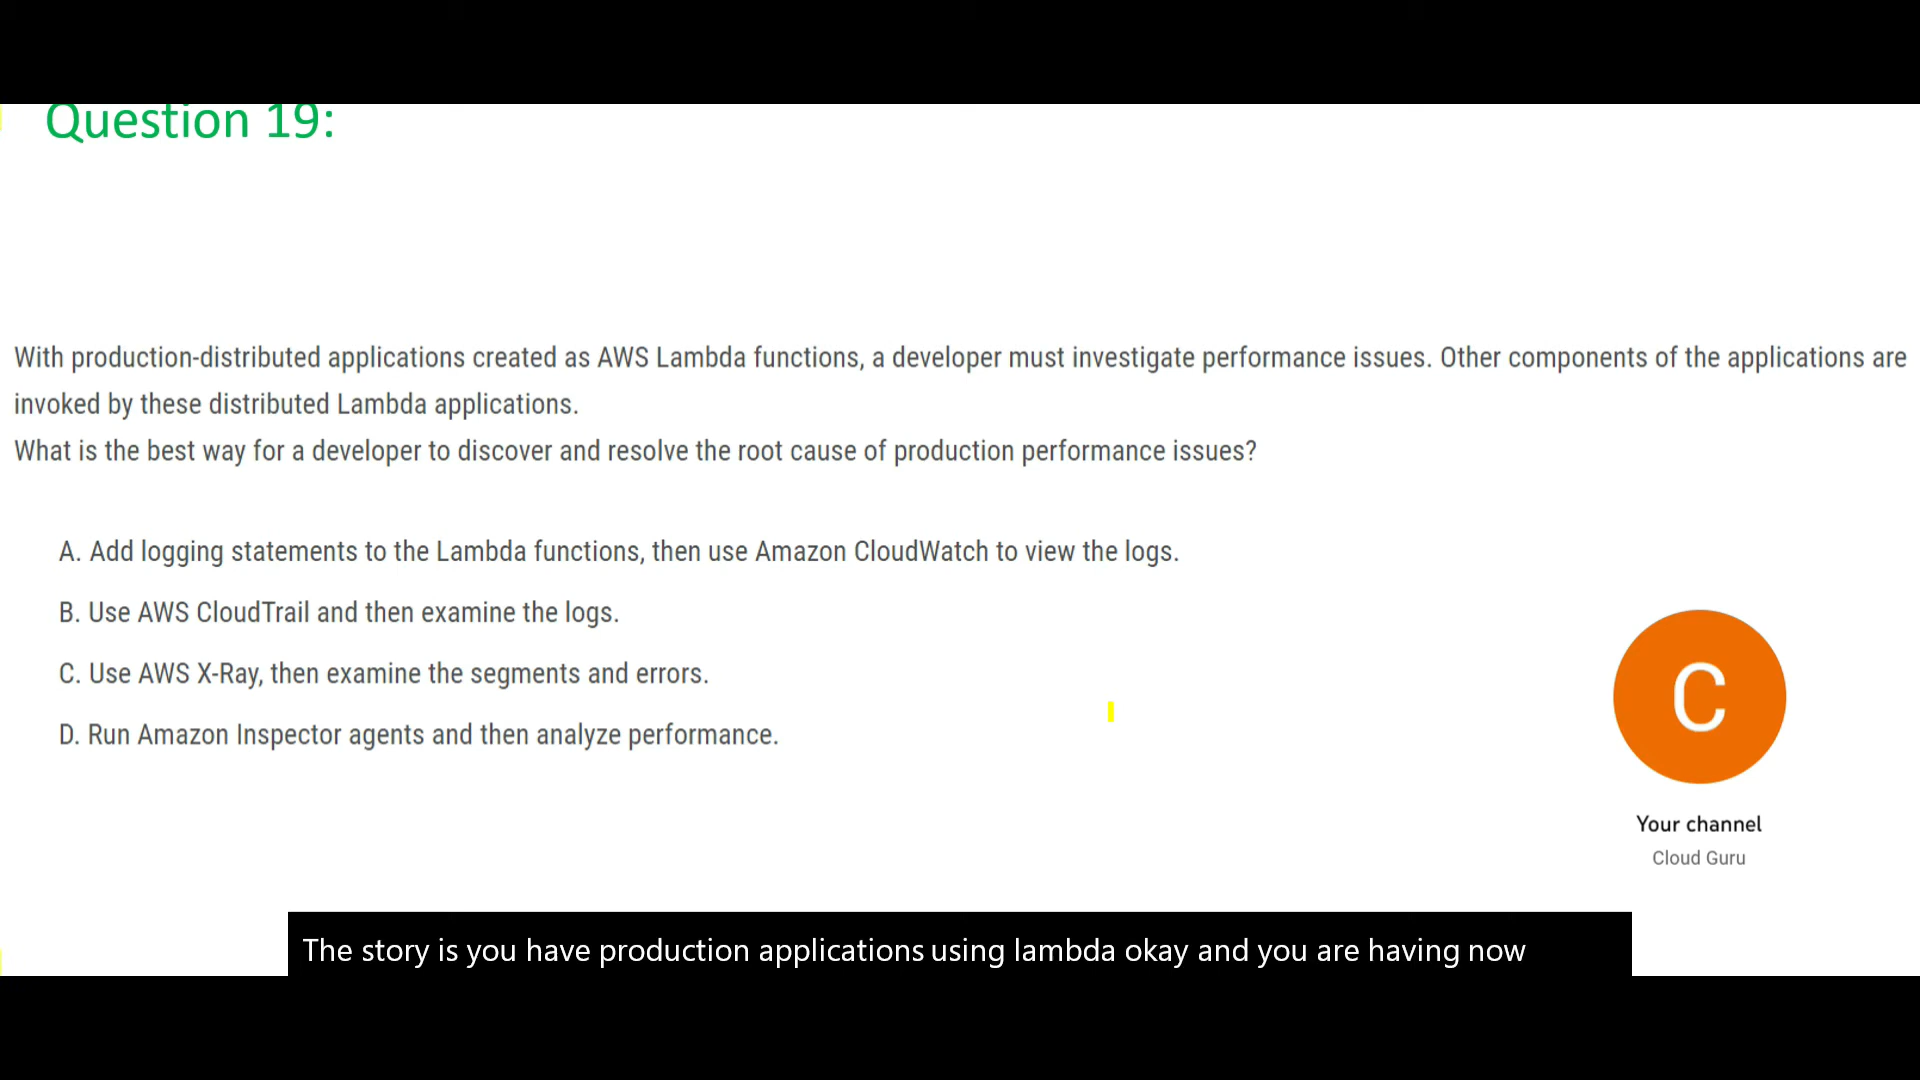 Question 19:
With production-distributed applications created as AWS Lambda functions, a developer must investigate performance issues. Other components of the applications are
invoked by these distributed Lambda applications.
What is the best way for a developer to discover and resolve the root cause of production performance issues?
A. Add logging statements to the Lambda functions, then use Amazon CloudWatch to view the logs.
B. Use AWS CloudTrail and then examine the logs.
C. Use AWS X-Ray, then examine the segments and errors.
D. Run Amazon Inspector agents and then analyze performance.
C
Your channel
Cloud Guru
The story is you have production applications using lambda okay and you are having now